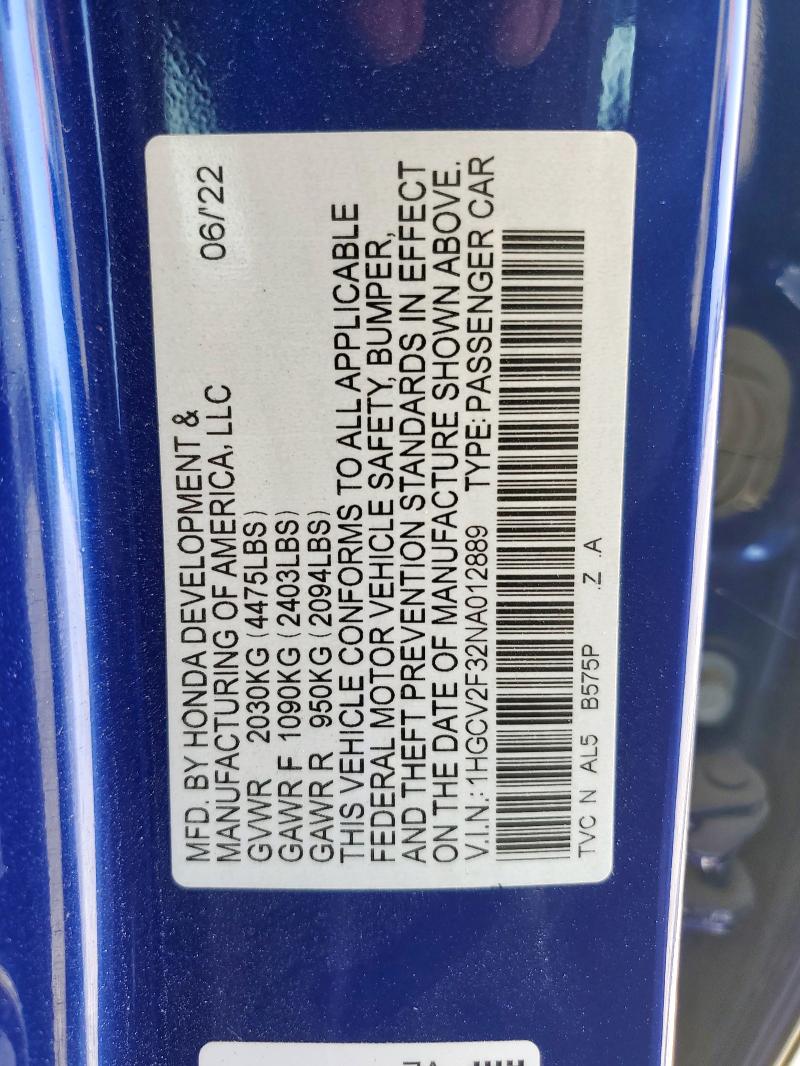 MFD. BY HONDA DEVELOPMENT &
MANUFACTURING OF AMERICA, LLC 06/'22
GVWR 2030KG (4475LBS)
GAWR F 1090KG (2403LBS)
GAWR R 950KG (2094LBS)
THIS VEHICLE CONFORMS TO ALL APPLICABLE
FEDERAL MOTOR VEHICLE SAFETY, BUMPER,
AND THEFT PREVENTION STANDARDS IN EFFECT
ON THE DATE OF MANUFACTURE SHOWN ABOVE.
V.I.N.: 1HGCV2F32NA012889 TYPE: PASSENGER CAR
TVC N AL5 B575P .Z .A